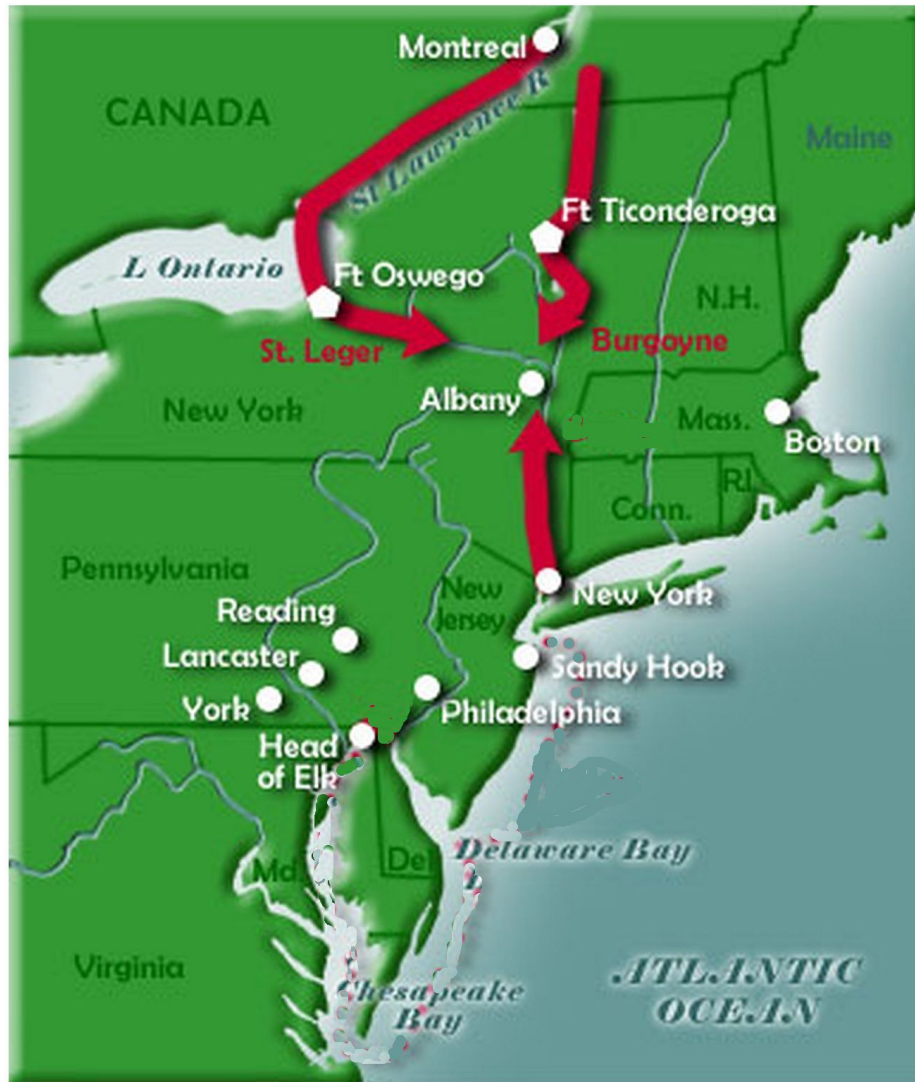 Montreal
CANADA
St Lawrence R
Maine
Ft Ticonderoga
L Ontario
Ft Oswego
N.H.
St. Leger
Burgoyne
Albany
New York
Mass.
Boston
R.I.
Conn.
Pennsylvania
New
Jersey
New York
Reading
Lancaster
Sandy Hook
York
Philadelphia
Head
of Elk
Delaware Bay
Md.
Del
Virginia
ATLANTIC
OCEAN
Chesapeake
Bay